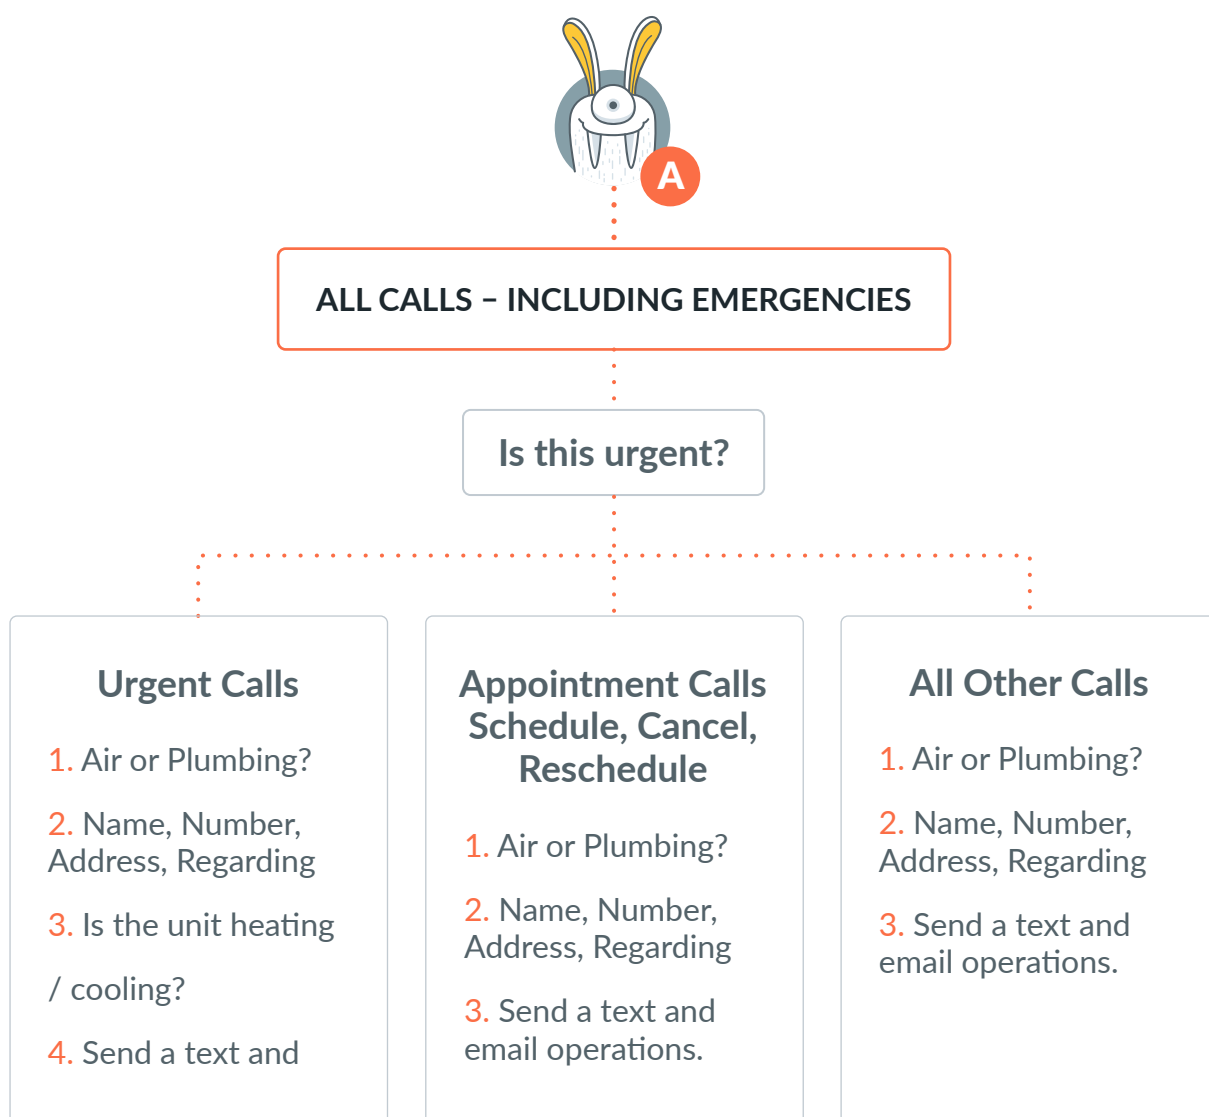 A
ALL CALLS – INCLUDING EMERGENCIES
Is this urgent?
Urgent Calls
1. Air or Plumbing?
2. Name, Number,
Address, Regarding
3. Is the unit heating
/ cooling?
4. Send a text and
Appointment Calls
Schedule, Cancel,
Reschedule
1. Air or Plumbing?
2. Name, Number,
Address, Regarding
3. Send a text and
email operations.
All Other Calls
1. Air or Plumbing?
2. Name, Number,
Address, Regarding
3. Send a text and
email operations.